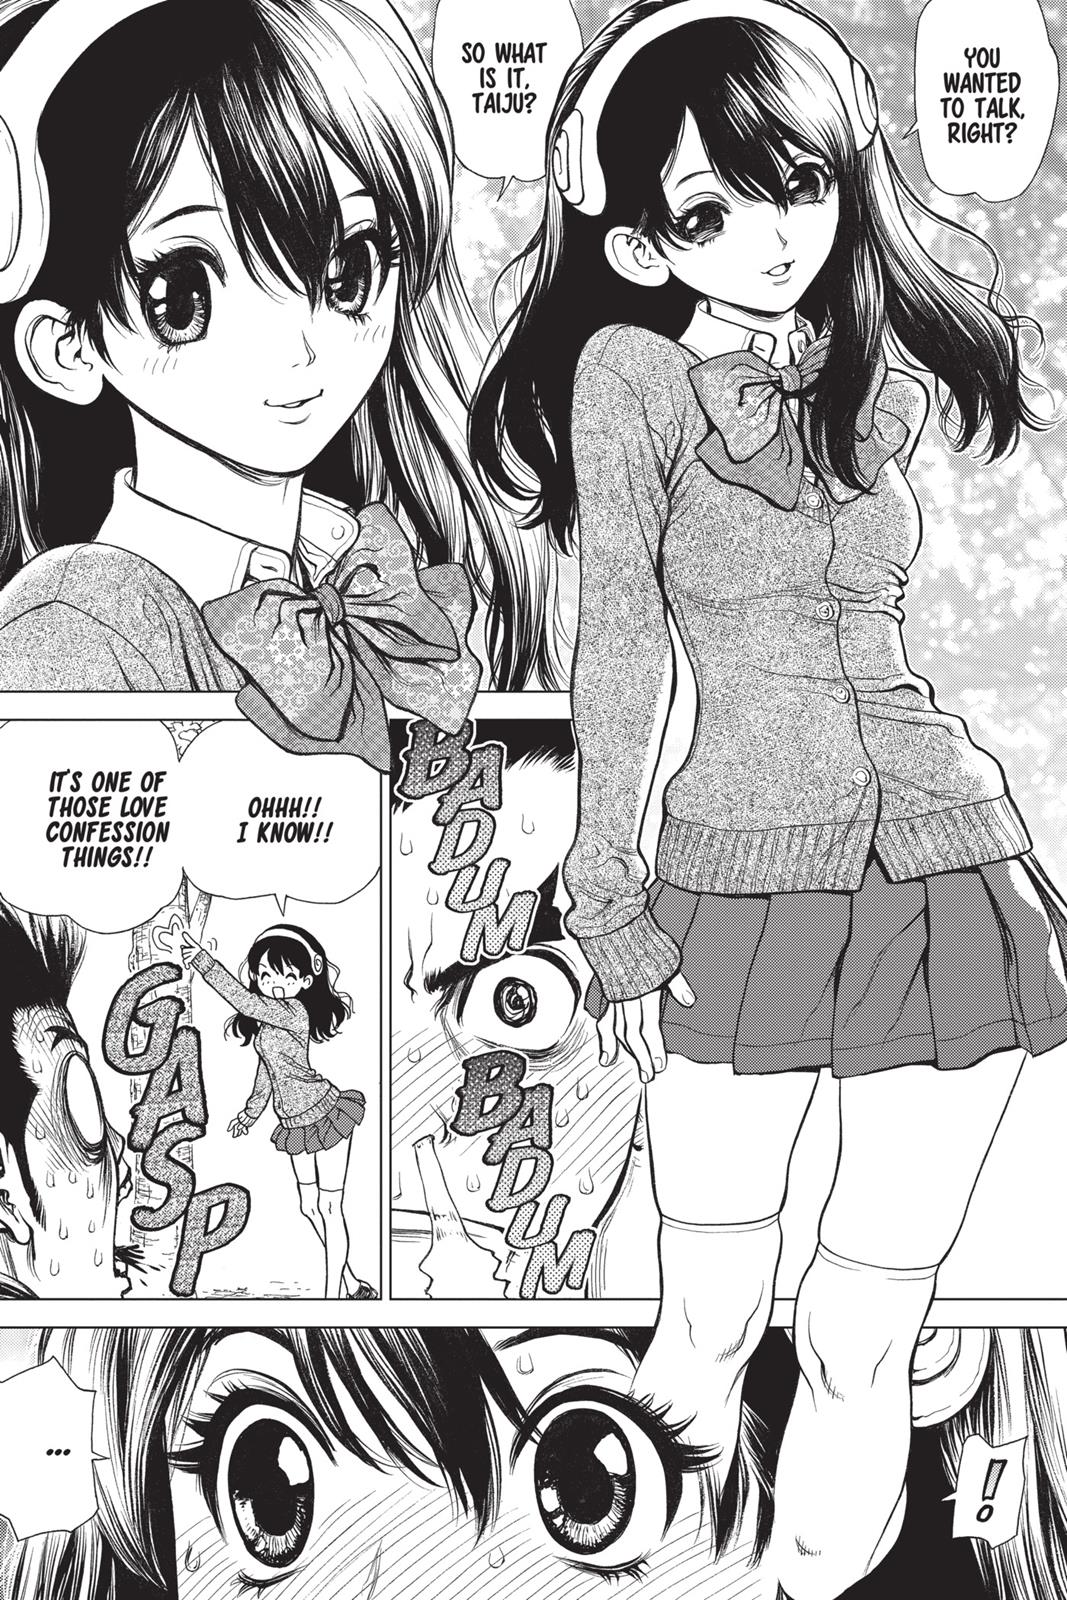 YOU
WANTED
TO TALK,
RIGHT?
SO WHAT
IS IT,
TAIJU?
BADUM
BADUM
OHHH!!
I KNOW!!
IT'S ONE OF
THOSE LOVE
CONFESSION
THINGS!!
GASP
!
...